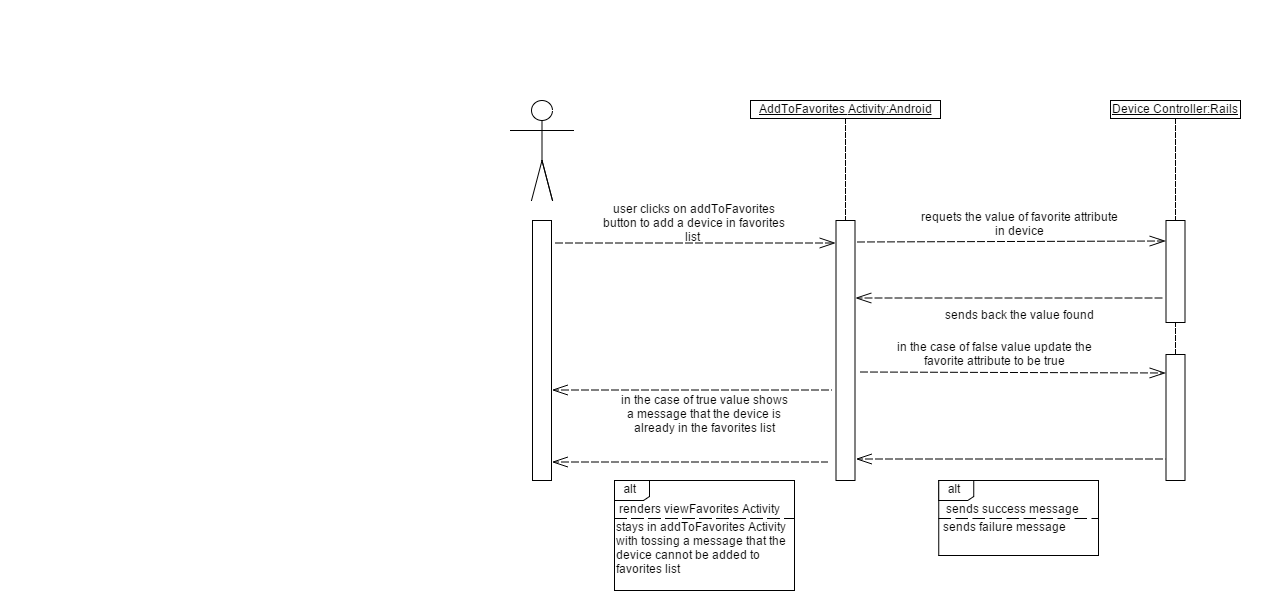 AddToFavorites Activity:Android
Device Controller:Rails
user clicks on addToFavorites
button to add a device in favorites
list
requets the value of favorite attribute
in device
sends back the value found
in the case of false value update the
favorite attribute to be true
in the case of true value shows
a message that the device is
already in the favorites list
alt
renders viewFavorites Activity
stays in addToFavorites Activity
with tossing a message that the
device cannot be added to
favorites list
alt
sends success message
sends failure message